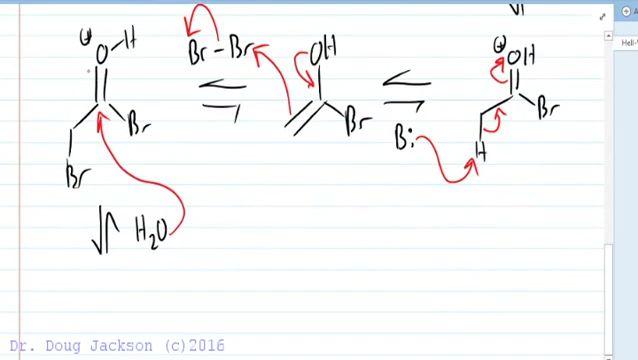 ⊕
O-H
Br-Br
OH
⊕
OH
Br
Br
B:
Br
H
Br
H₂O
Dr. Doug Jackson (c)2016